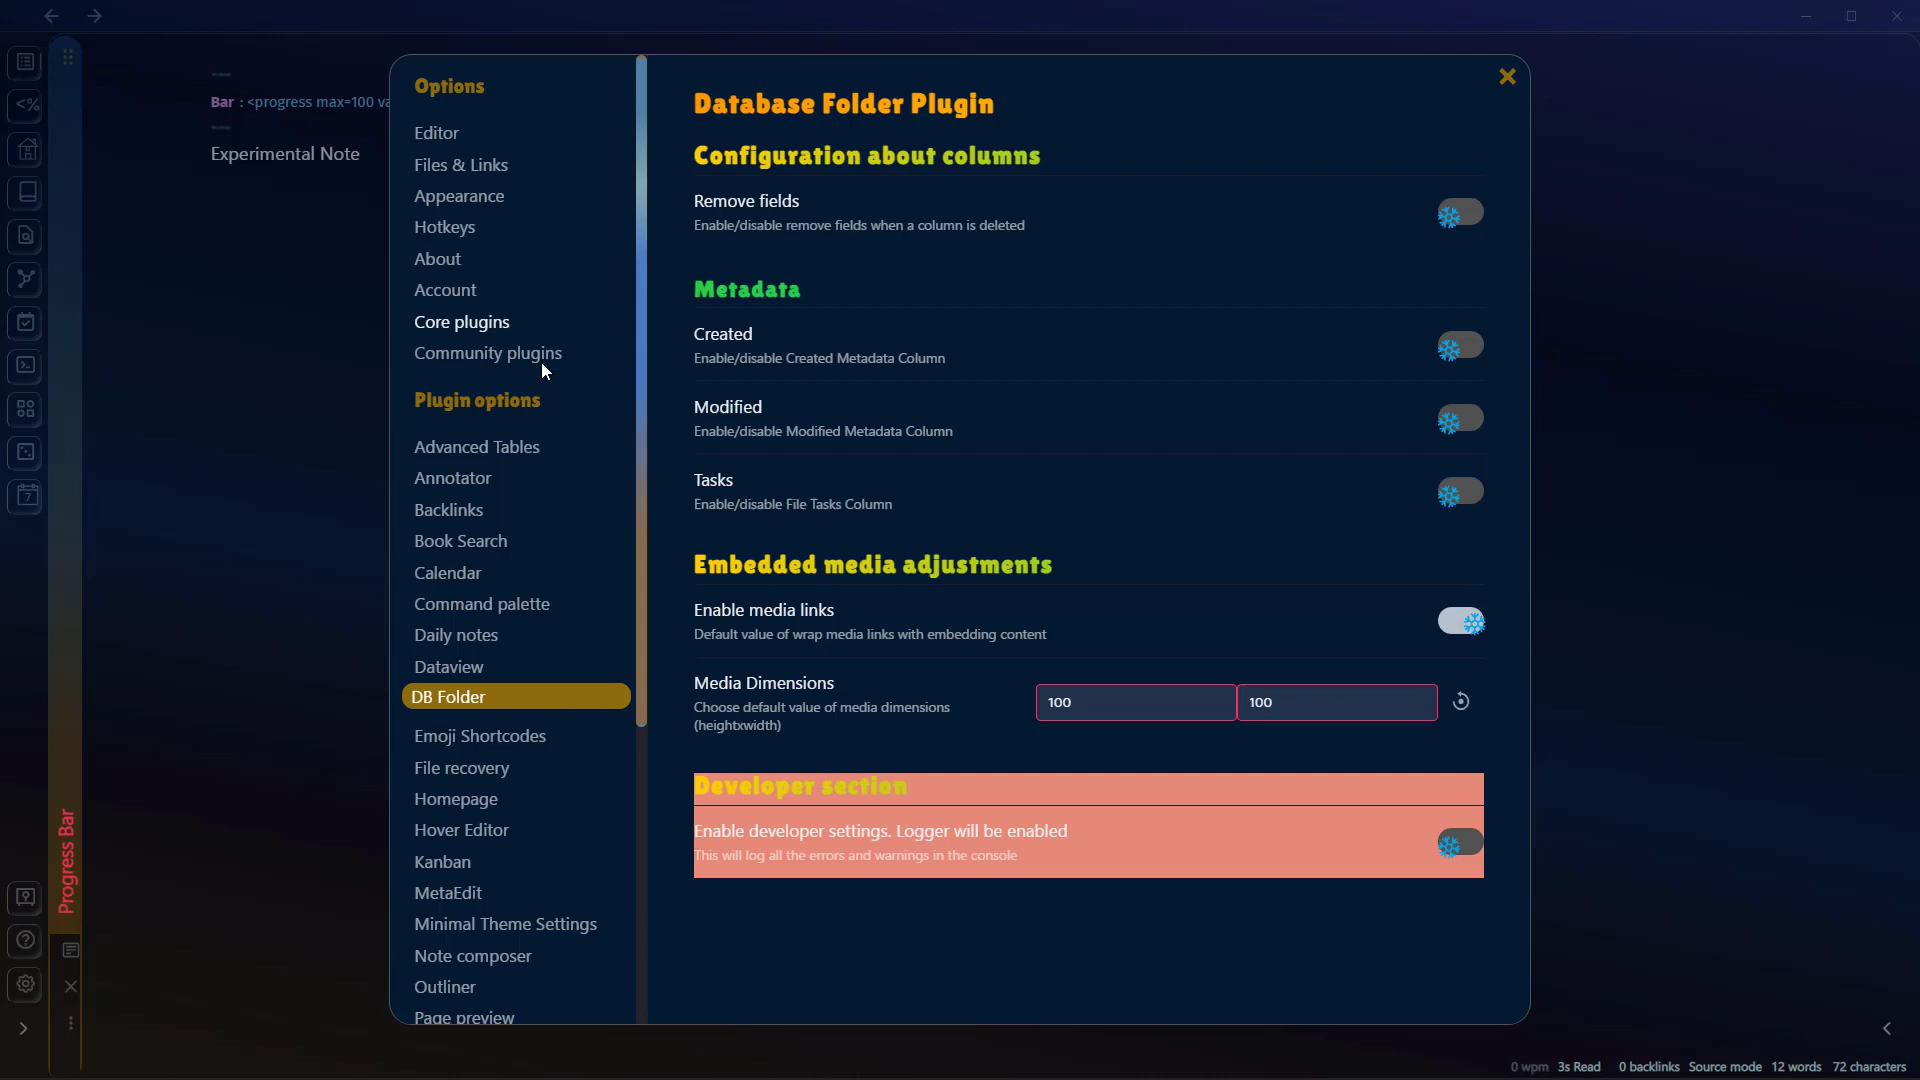 Bar : <progress max=100 va
Experimental Note
Progress Bar
7
Options
Editor
Files & Links
Appearance
Hotkeys
About
Account
Core plugins
Community plugins
Plugin options
Advanced Tables
Annotator
Backlinks
Book Search
Calendar
Command palette
Daily notes
Dataview
DB Folder
Emoji Shortcodes
File recovery
Homepage
Hover Editor
Kanban
MetaEdit
Minimal Theme Settings
Note composer
Outliner
Page preview
Database Folder Plugin
Configuration about columns
Remove fields
Enable/disable remove fields when a column is deleted
Metadata
Created
Enable/disable Created Metadata Column
Modified
Enable/disable Modified Metadata Column
Tasks
Enable/disable File Tasks Column
Embedded media adjustments
Enable media links
Default value of wrap media links with embedding content
Media Dimensions
Choose default value of media dimensions
(heightxwidth)
100
100
Developer section
Enable developer settings. Logger will be enabled
This will log all the errors and warnings in the console
0 wpm 3s Read 0 backlinks Source mode 12 words 72 characters